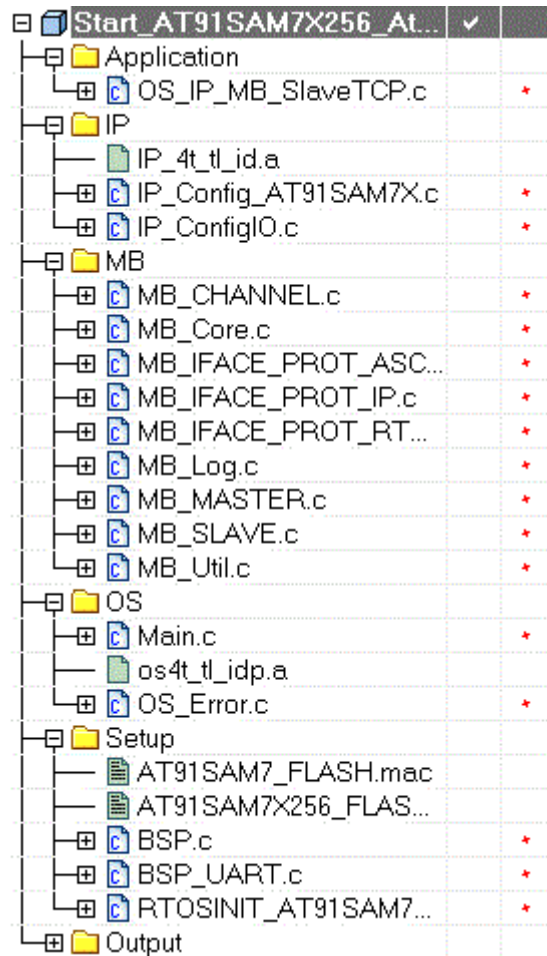 Start_AT91SAM7X256_At...
Application
OS_IP_MB_SlaveTCP.c
IP
IP_4t_tl_id.a
IP_Config_AT91SAM7X.c
IP_ConfigIO.c
MB
MB_CHANNEL.c
MB_Core.c
MB_IFACE_PROT_ASC...
MB_IFACE_PROT_IP.c
MB_IFACE_PROT_RT...
MB_Log.c
MB_MASTER.c
MB_SLAVE.c
MB_Util.c
OS
Main.c
os4t_tl_idp.a
OS_Error.c
Setup
AT91SAM7_FLASH.mac
AT91SAM7X256_FLAS...
BSP.c
BSP_UART.c
RTOSINIT_AT91SAM7...
Output